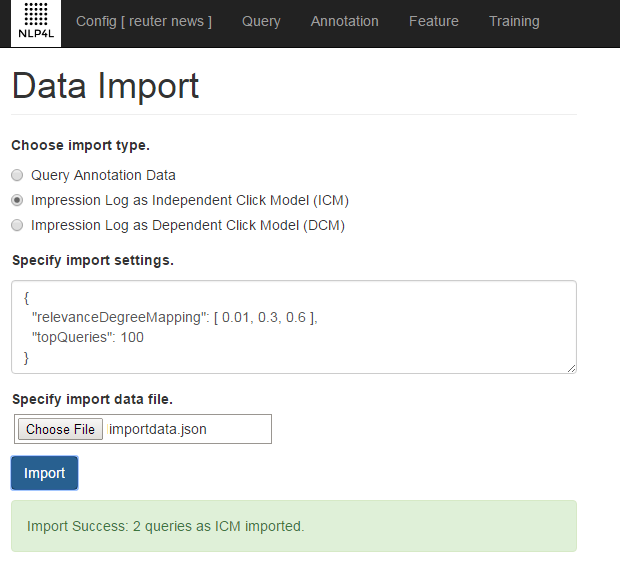 NLP4L
Config [ reuter news ] Query Annotation Feature Training
Data Import
Choose import type.
Query Annotation Data
Impression Log as Independent Click Model (ICM)
Impression Log as Dependent Click Model (DCM)
Specify import settings.
{
"relevanceDegreeMapping": [ 0.01, 0.3, 0.6 ],
"topQueries": 100
}
Specify import data file.
Choose File importdata.json
Import
Import Success: 2 queries as ICM imported.